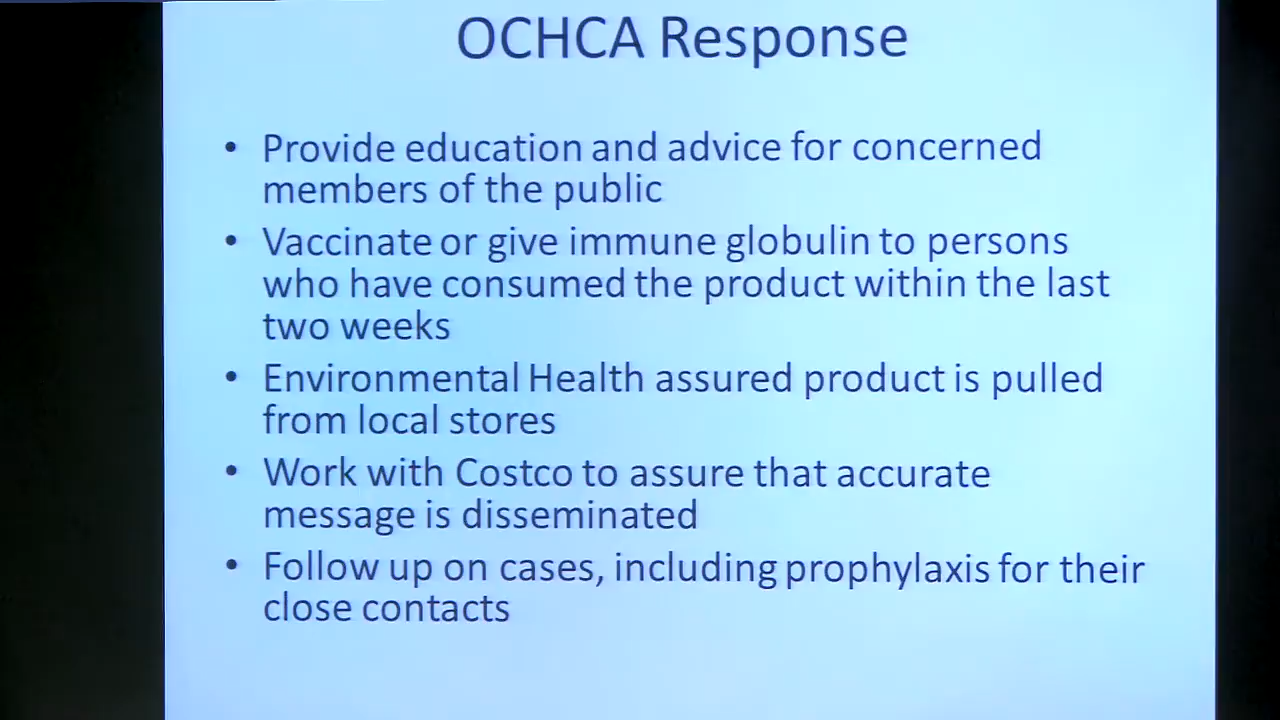 OCHCA Response
• Provide education and advice for concerned
members of the public
• Vaccinate or give immune globulin to persons
who have consumed the product within the last
two weeks
• Environmental Health assured product is pulled
from local stores
• Work with Costco to assure that accurate
message is disseminated
• Follow up on cases, including prophylaxis for their
close contacts